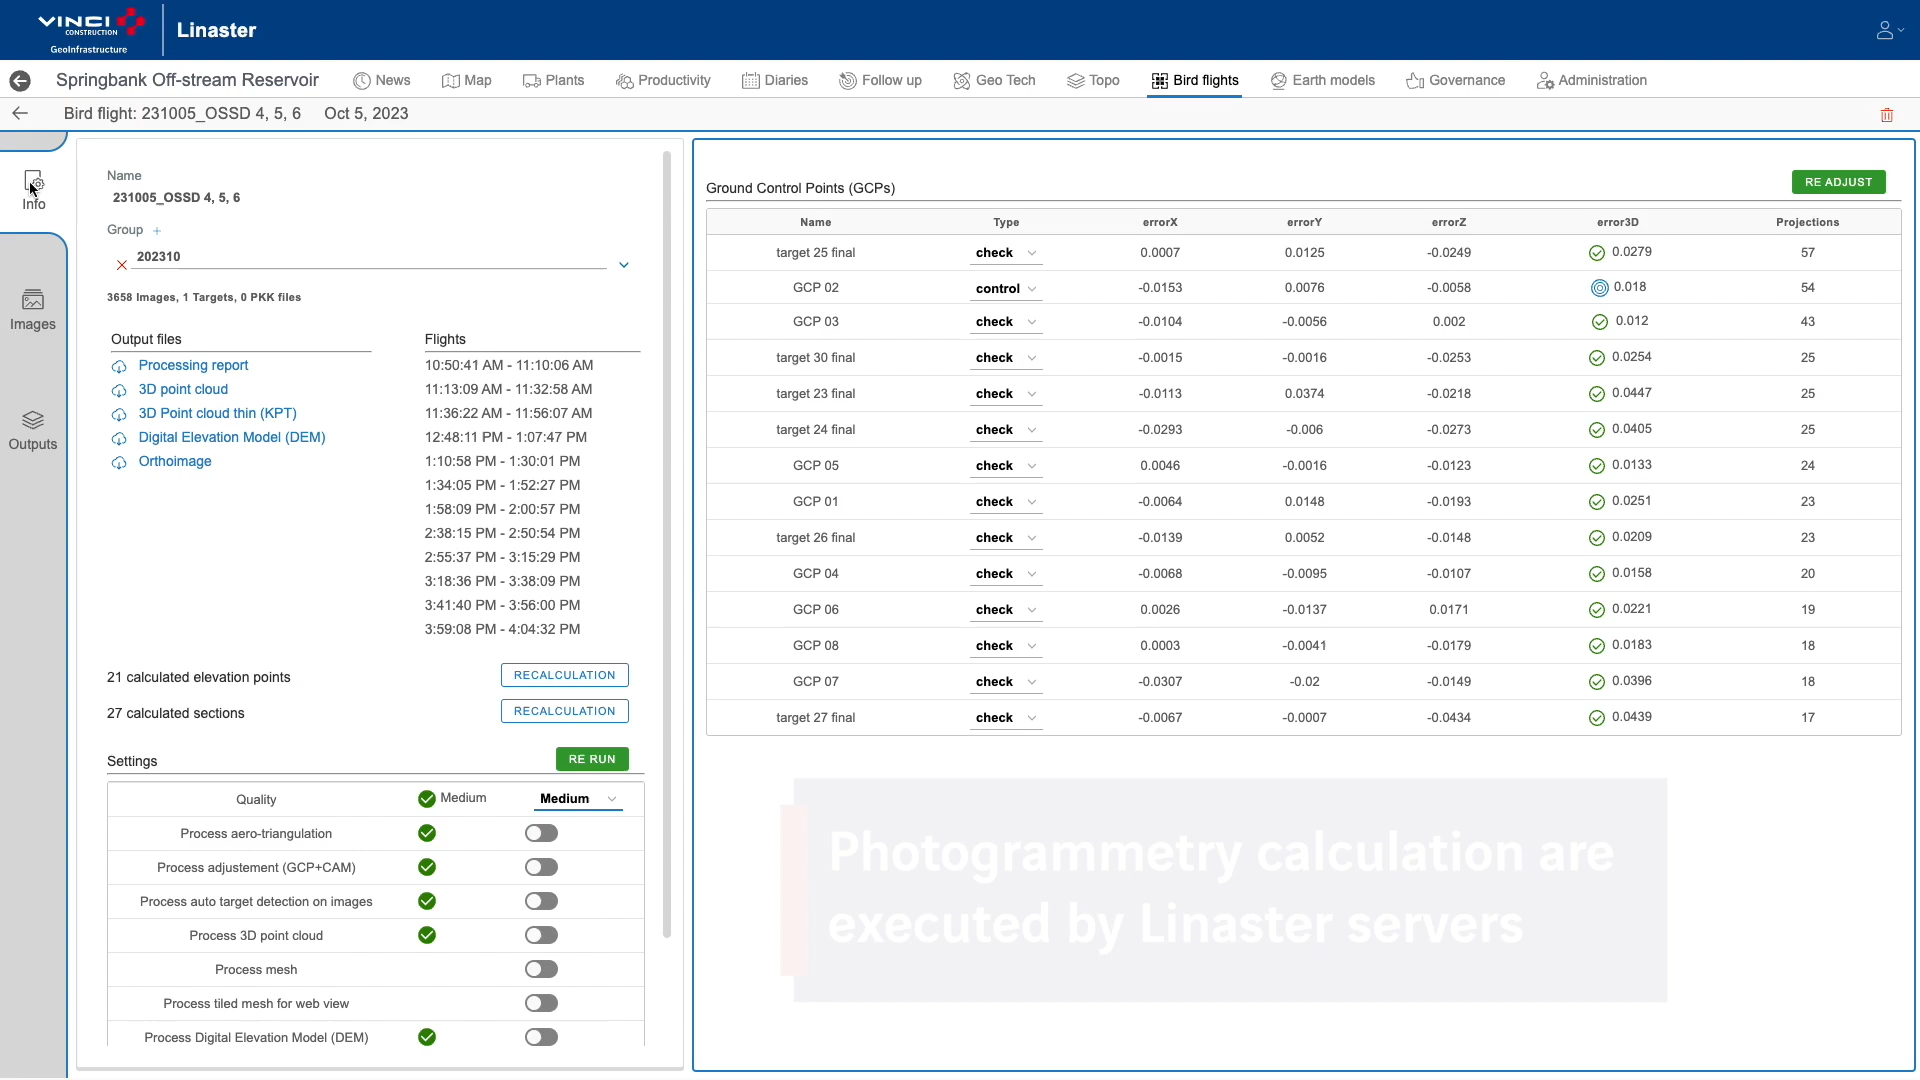 VINCI
CONSTRUCTION
GeoInfrastructure
Linaster
Springbank Off-stream Reservoir
News
Map
Plants
Productivity
Diaries
Follow up
Geo Tech
Topo
Bird flights
Earth models
Governance
Administration
Bird flight: 231005_OSSD 4, 5, 6 Oct 5, 2023
Info
Images
Outputs
Name
231005_OSSD 4, 5, 6
Group +
202310
3658 Images, 1 Targets, 0 PKK files
Output files
Processing report
3D point cloud
3D Point cloud thin (KPT)
Digital Elevation Model (DEM)
Orthoimage
Flights
10:50:41 AM - 11:10:06 AM
11:13:09 AM - 11:32:58 AM
11:36:22 AM - 11:56:07 AM
12:48:11 PM - 1:07:47 PM
1:10:58 PM - 1:30:01 PM
1:34:05 PM - 1:52:27 PM
1:58:09 PM - 2:00:57 PM
2:38:15 PM - 2:50:54 PM
2:55:37 PM - 3:15:29 PM
3:18:36 PM - 3:38:09 PM
3:41:40 PM - 3:56:00 PM
3:59:08 PM - 4:04:32 PM
21 calculated elevation points RECALCULATION
27 calculated sections RECALCULATION
Settings RE RUN
Quality Medium Medium
Process aero-triangulation
Process adjustement (GCP+CAM)
Process auto target detection on images
Process 3D point cloud
Process mesh
Process tiled mesh for web view
Process Digital Elevation Model (DEM)
Ground Control Points (GCPs) RE ADJUST
Name Type errorX errorY errorZ error3D Projections
target 25 final check 0.0007 0.0125 -0.0249 0.0279 57
GCP 02 control -0.0153 0.0076 -0.0058 0.018 54
GCP 03 check -0.0104 -0.0056 0.002 0.012 43
target 30 final check -0.0015 -0.0016 -0.0253 0.0254 25
target 23 final check -0.0113 0.0374 -0.0218 0.0447 25
target 24 final check -0.0293 -0.006 -0.0273 0.0405 25
GCP 05 check 0.0046 -0.0016 -0.0123 0.0133 24
GCP 01 check -0.0064 0.0148 -0.0193 0.0251 23
target 26 final check -0.0139 0.0052 -0.0148 0.0209 23
GCP 04 check -0.0068 -0.0095 -0.0107 0.0158 20
GCP 06 check 0.0026 -0.0137 0.0171 0.0221 19
GCP 08 check 0.0003 -0.0041 -0.0179 0.0183 18
GCP 07 check -0.0307 -0.02 -0.0149 0.0396 18
target 27 final check -0.0067 -0.0007 -0.0434 0.0439 17
Photogrammetry calculation are
executed by Linaster servers